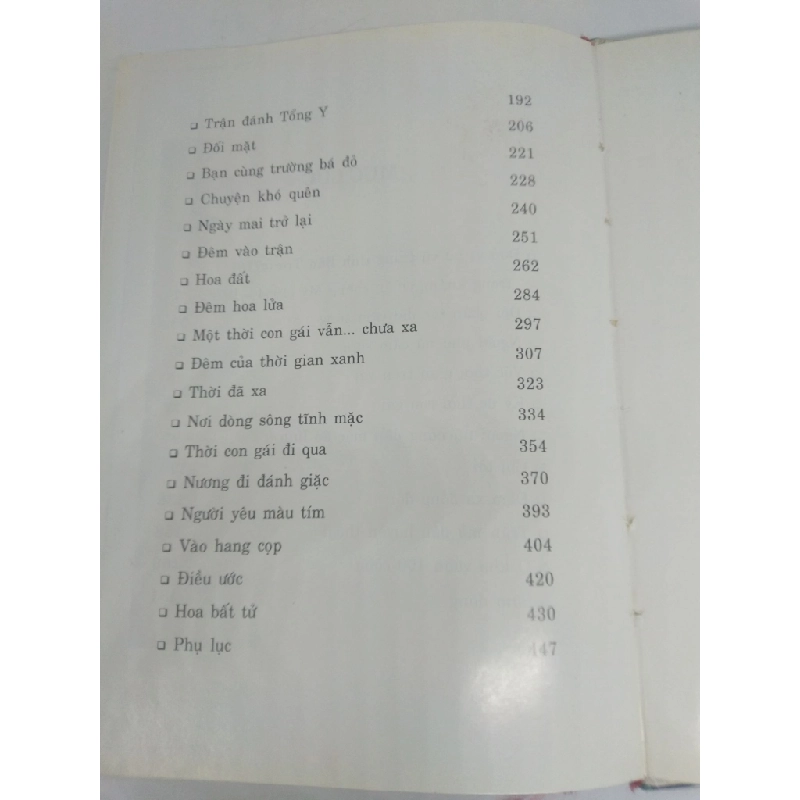 ❑ Trận đánh Tổng Y 192
❑ Đối mặt 206
❑ Bạn cùng trường bá đỏ 221
❑ Chuyện khó quên 228
❑ Ngày mai trở lại 240
❑ Đêm vào trận 251
❑ Hoa đất 262
❑ Đêm hoa lửa 284
❑ Một thời con gái vẫn... chưa xa 297
❑ Đêm của thời gian xanh 307
❑ Thời đã xa 323
❑ Nơi dòng sông tĩnh mặc 334
❑ Thời con gái đi qua 354
❑ Nương đi đánh giặc 370
❑ Người yêu màu tím 393
❑ Vào hang cọp 404
❑ Điều ước 420
❑ Hoa bất tử 430
❑ Phụ lục 447